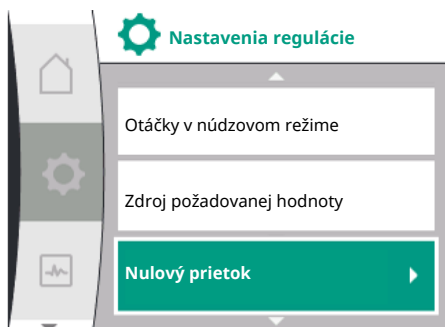 Nastavenia regulácie
Otáčky v núdzovom režime
Zdroj požadovanej hodnoty
Nulový prietok